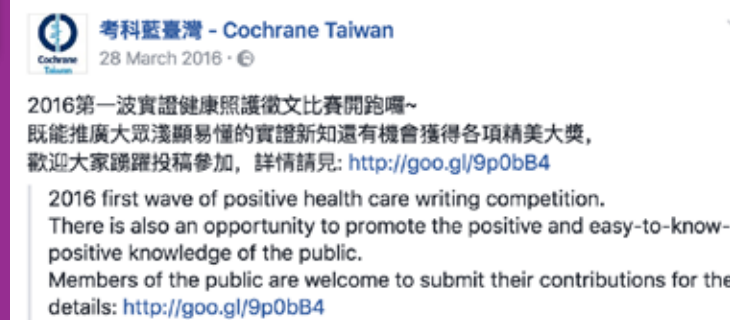 考科藍臺灣 - Cochrane Taiwan
Cochrane
Taiwan
28 March 2016 ·
2016第一波實證健康照護徵文比賽開跑囉~
既能推廣大眾淺顯易懂的實證新知還有機會獲得各項精美大獎,
歡迎大家踴躍投稿參加, 詳情請見: http://goo.gl/9p0bB4
2016 first wave of positive health care writing competition.
There is also an opportunity to promote the positive and easy-to-know-
positive knowledge of the public.
Members of the public are welcome to submit their contributions for the
details: http://goo.gl/9p0bB4